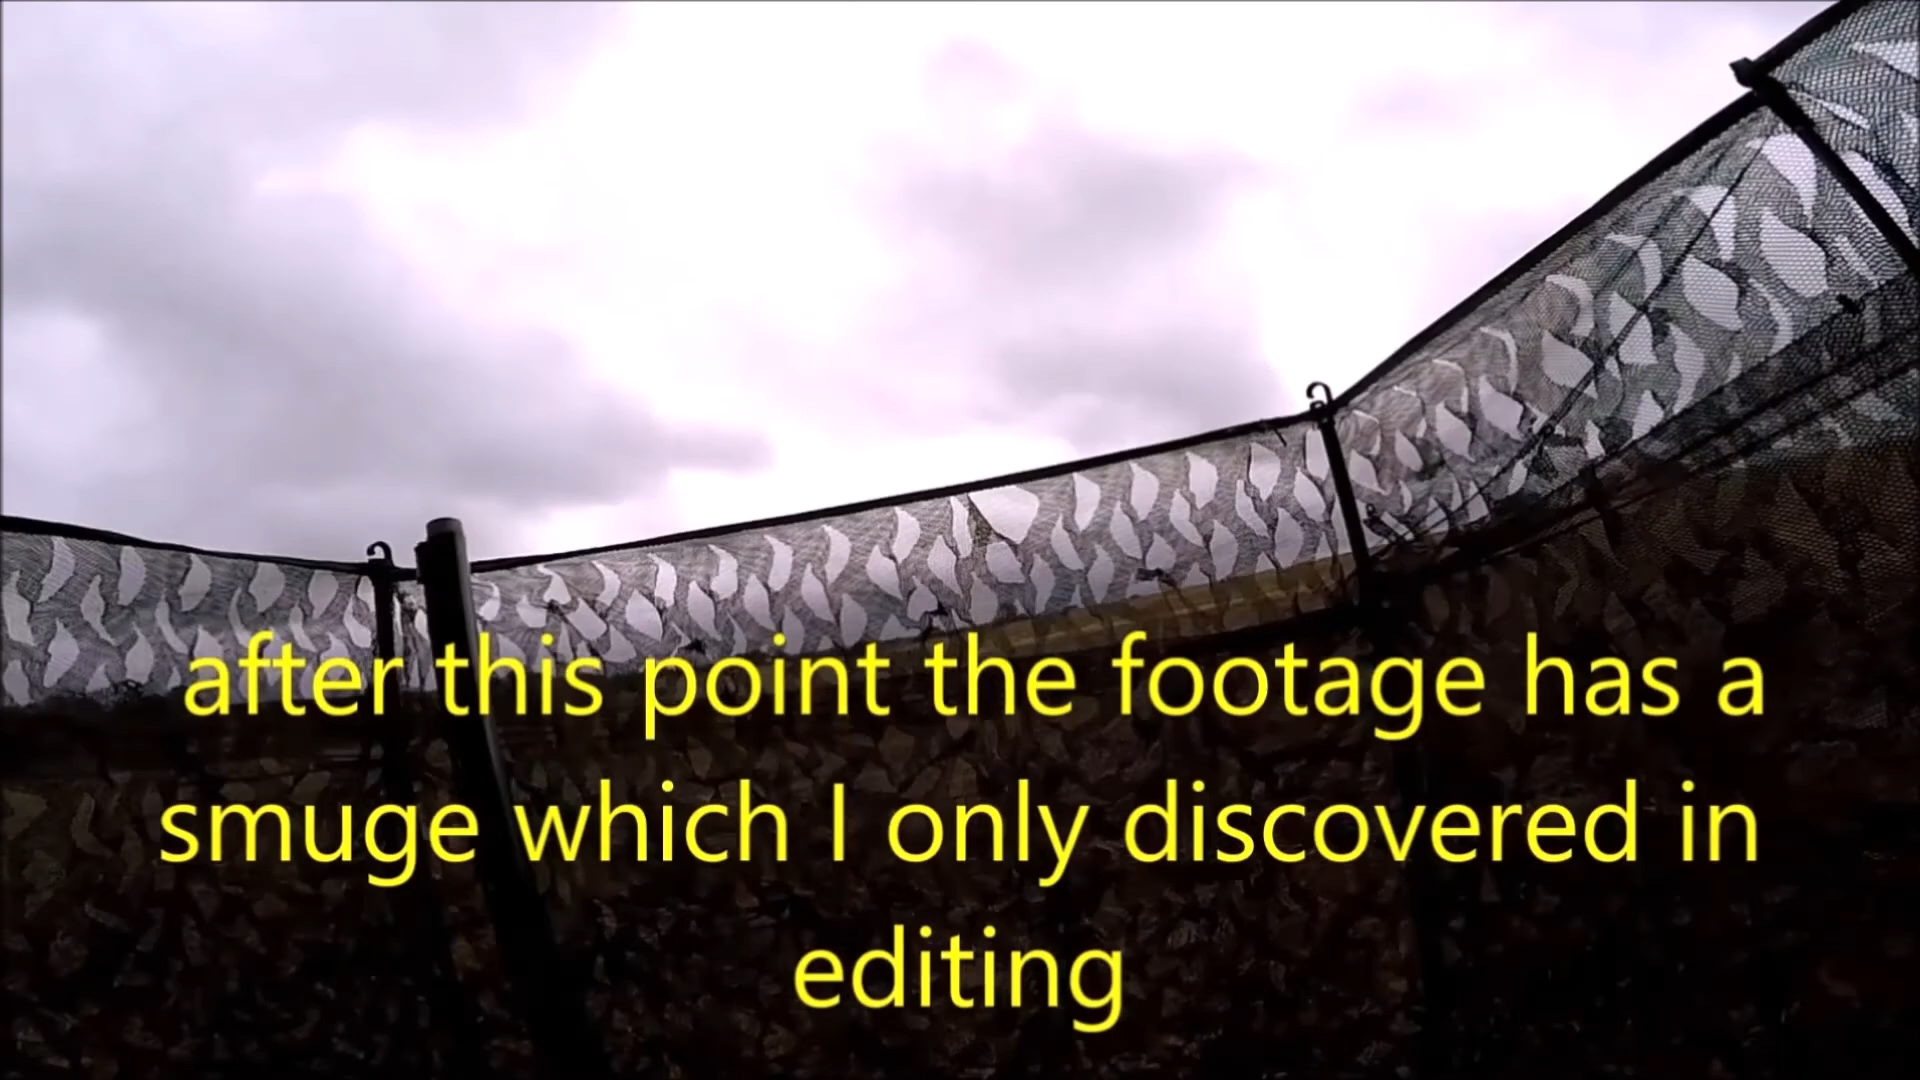 after this point the footage has a
smuge which I only discovered in
editing